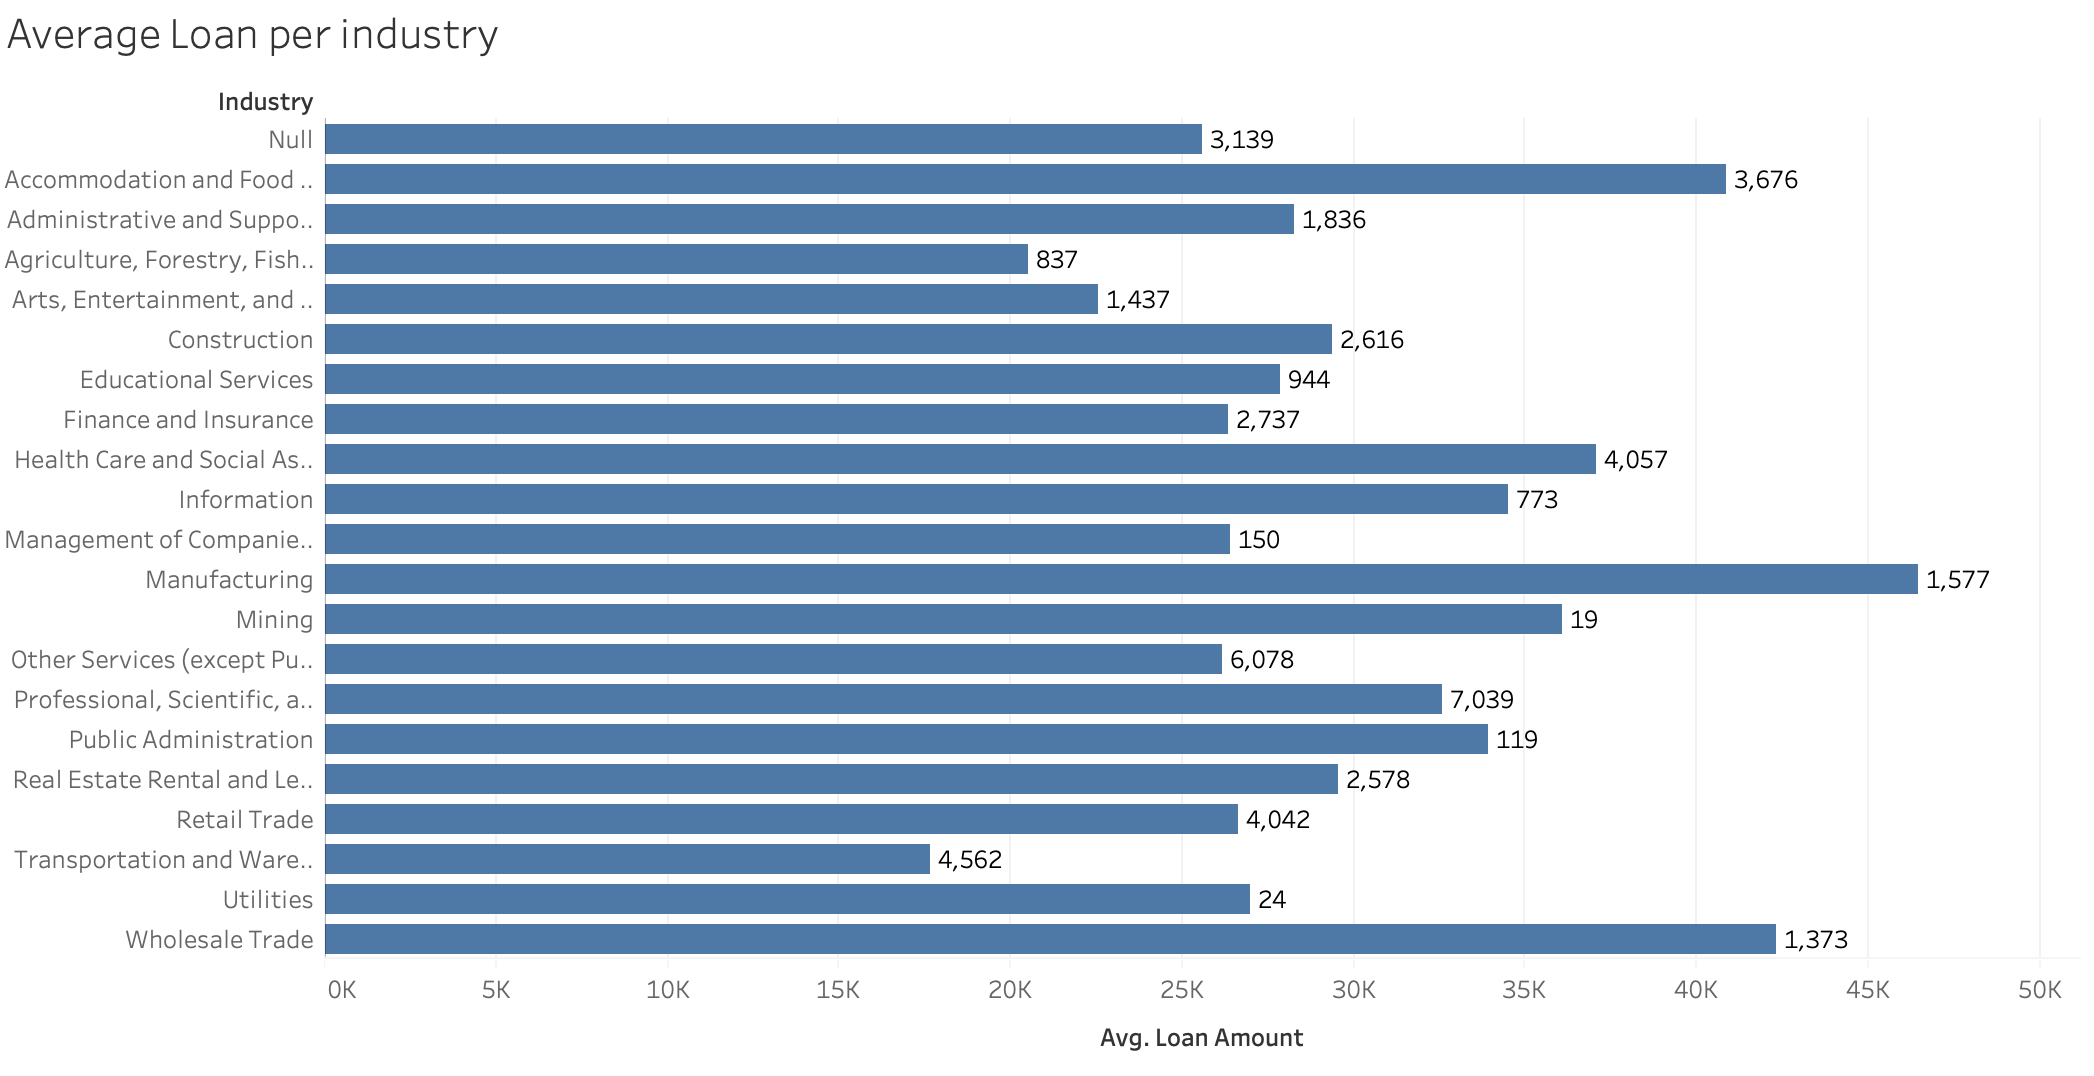 Average Loan per industry
Industry
Null 3,139
Accommodation and Food .. 3,676
Administrative and Suppo.. 1,836
Agriculture, Forestry, Fish.. 837
Arts, Entertainment, and .. 1,437
Construction 2,616
Educational Services 944
Finance and Insurance 2,737
Health Care and Social As.. 4,057
Information 773
Management of Companie.. 150
Manufacturing 1,577
Mining 19
Other Services (except Pu.. 6,078
Professional, Scientific, a.. 7,039
Public Administration 119
Real Estate Rental and Le.. 2,578
Retail Trade 4,042
Transportation and Ware.. 4,562
Utilities 24
Wholesale Trade 1,373
0K 5K 10K 15K 20K 25K 30K 35K 40K 45K 50K
Avg. Loan Amount